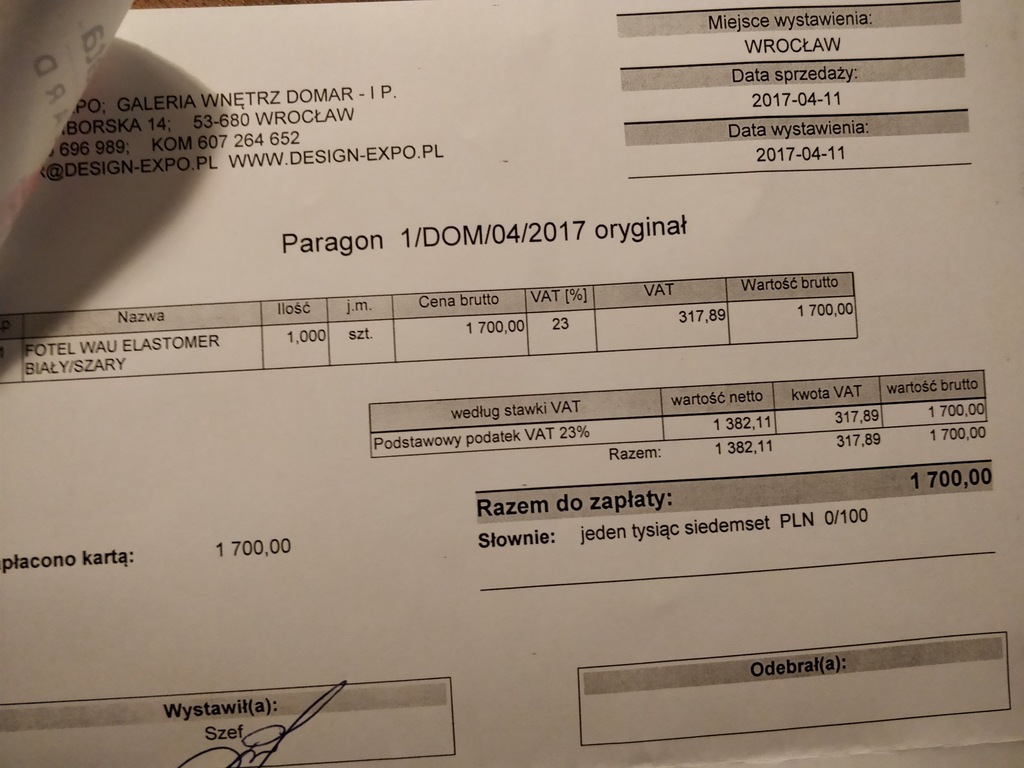 Miejsce wystawienia:
WROCŁAW
Data sprzedaży:
2017-04-11
Data wystawienia:
2017-04-11
GALERIA WNĘTRZ DOMAR - I P.
14; 53-680 WROCŁAW
696 989; KOM 607 264 652
@DESIGN-EXPO.PL WWW.DESIGN-EXPO.PL
Paragon 1/DOM/04/2017 oryginał
Nazwa Ilość j.m. Cena brutto VAT [%] VAT Wartość brutto
FOTEL WAU ELASTOMER 1,000 szt. 1 700,00 23 317,89 1 700,00
BIAŁY/SZARY
według stawki VAT wartość netto kwota VAT wartość brutto
Podstawowy podatek VAT 23% 1 382,11 317,89 1 700,00
Razem: 1 382,11 317,89 1 700,00
Razem do zapłaty: 1 700,00
Słownie: jeden tysiąc siedemset PLN 0/100
płacono kartą: 1 700,00
Wystawił(a):
Szef
Odebrał(a):